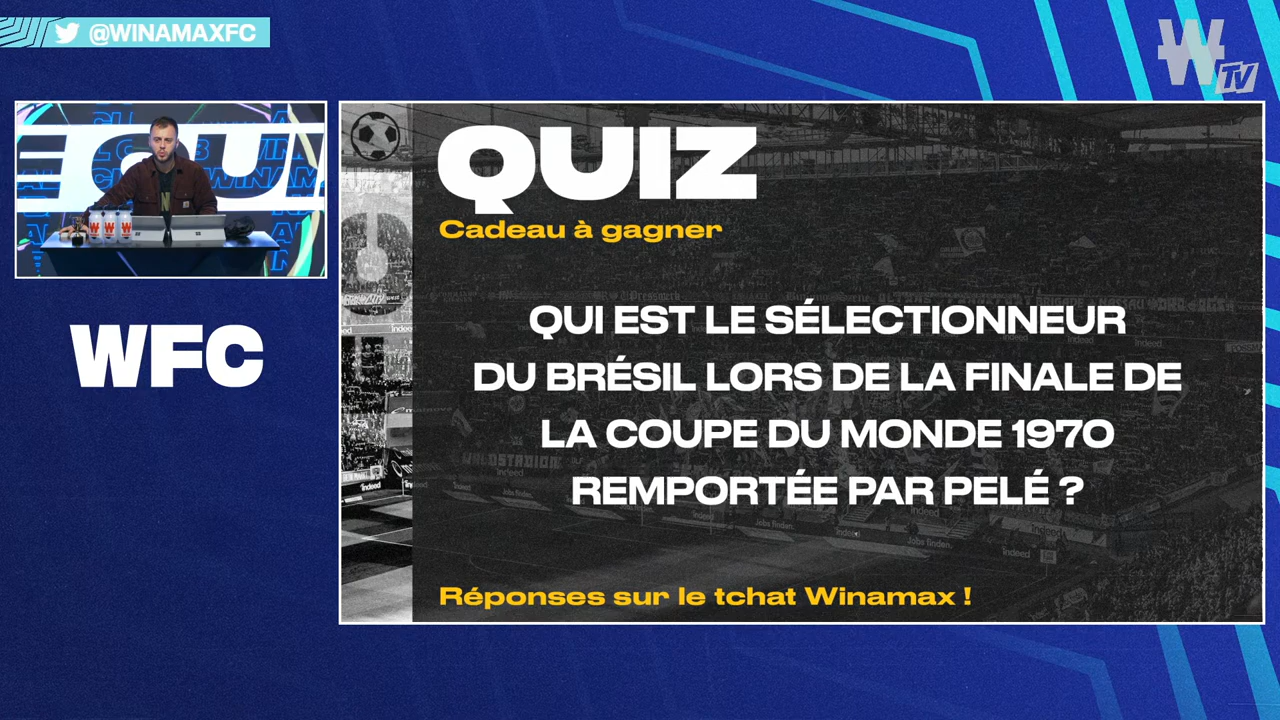 @WINAMAXFC
W TV
QUIZ
Cadeau à gagner
QUI EST LE SÉLECTIONNEUR
DU BRÉSIL LORS DE LA FINALE DE
LA COUPE DU MONDE 1970
REMPORTÉE PAR PELÉ ?
Réponses sur le tchat Winamax !
WFC